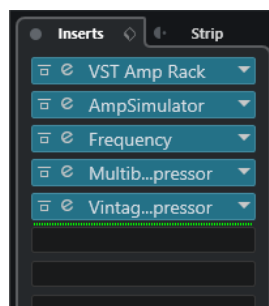 Inserts Strip
VST Amp Rack
AmpSimulator
Frequency
Multib...pressor
Vintag...pressor